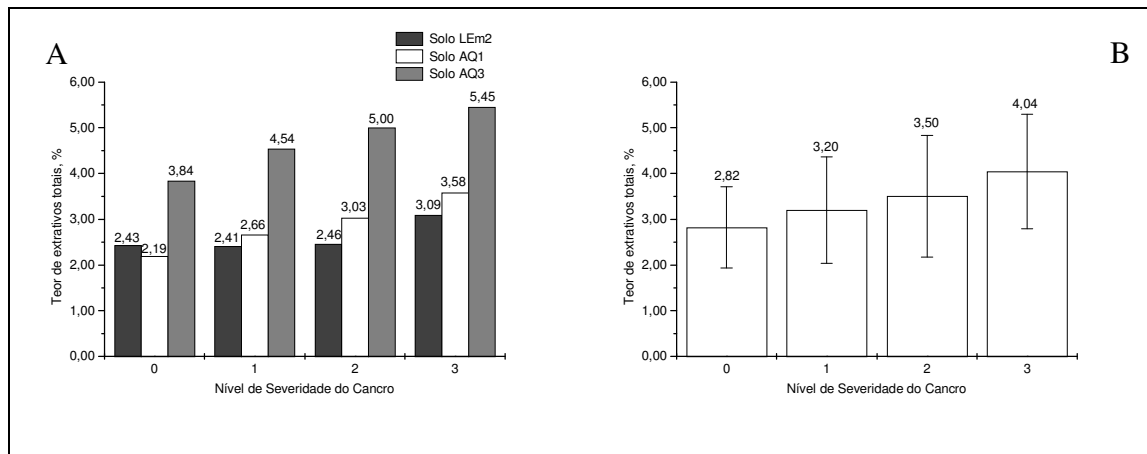 A
Solo LEm2
Solo AQ1
Solo AQ3
6,00
5,00
4,00
3,00
2,00
1,00
0,00
Teor de extrativos totais, %
2,43
2,19
3,84
2,41
2,66
4,54
2,46
3,03
5,00
3,09
3,58
5,45
0 1 2 3
Nível de Severidade do Cancro
B
6,00
5,00
4,00
3,00
2,00
1,00
0,00
Teor de extrativos totais, %
2,82
3,20
3,50
4,04
0 1 2 3
Nível de Severidade do Cancro